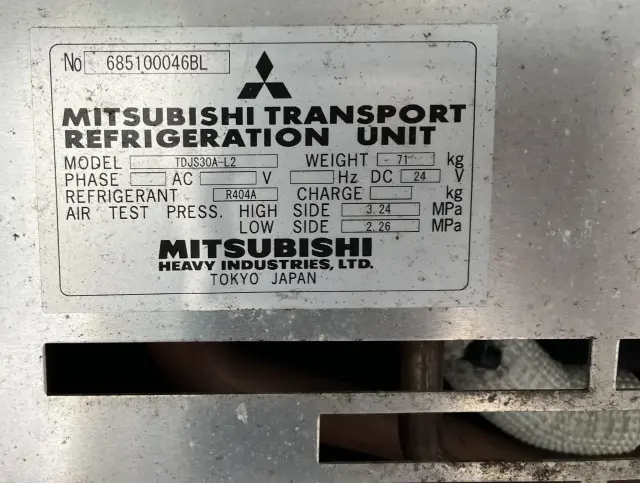 No 685100046BL
MITSUBISHI TRANSPORT
REFRIGERATION UNIT
MODEL TDJS30A-L2 WEIGHT 71 kg
PHASE AC V Hz DC 24 V
REFRIGERANT R404A CHARGE kg
AIR TEST PRESS. HIGH SIDE 3.24 MPa
LOW SIDE 2.26 MPa
MITSUBISHI
HEAVY INDUSTRIES, LTD.
TOKYO JAPAN